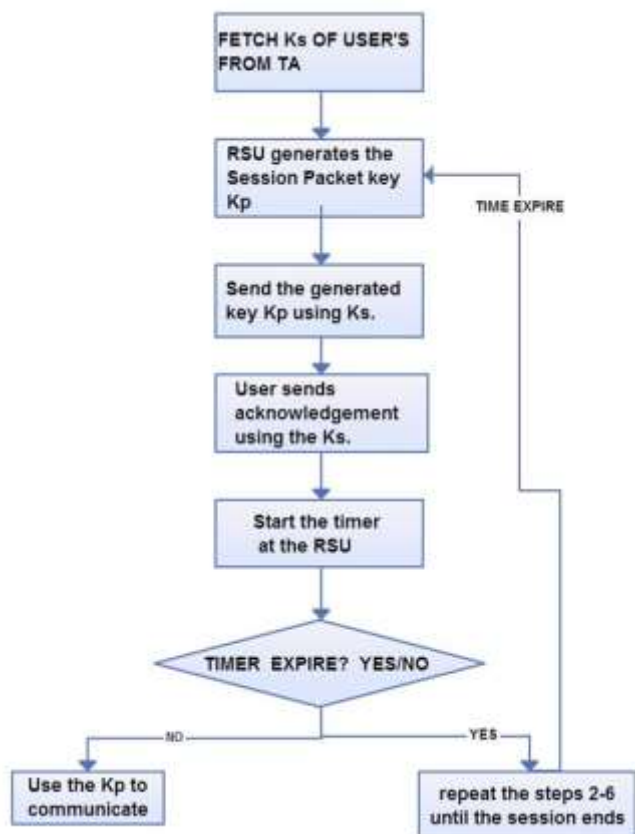 FETCH Ks OF USER'S
FROM TA
RSU generates the
Session Packet key
Kp
TIME EXPIRE
Send the generated
key Kp using Ks.
User sends
acknowledgement
using the Ks.
Start the timer
at the RSU
TIMER EXPIRE? YES/NO
NO
YES
Use the Kp to
communicate
repeat the steps 2-6
until the session ends